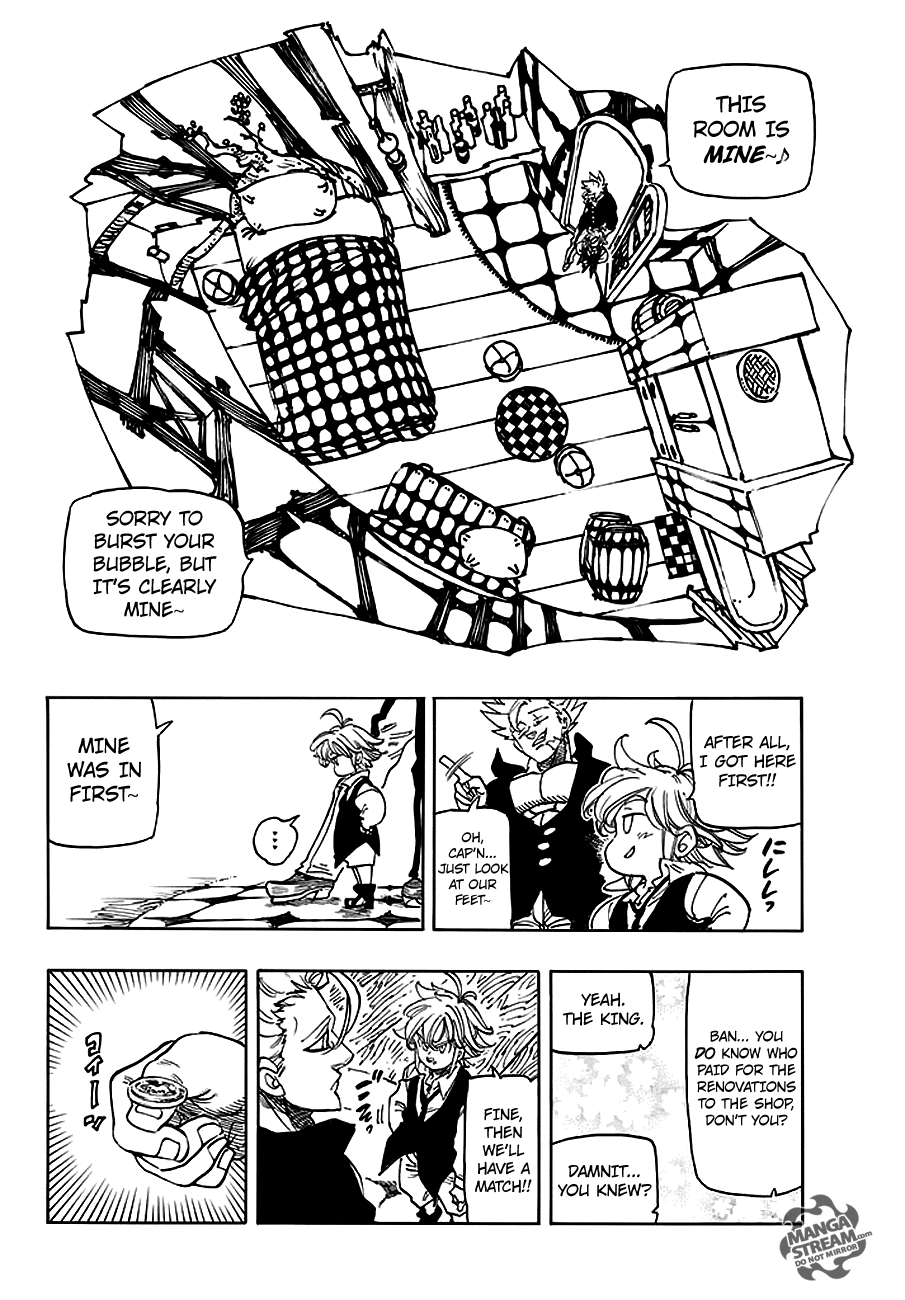 THIS
ROOM IS
MINE~♪
SORRY TO
BURST YOUR
BUBBLE, BUT
IT'S CLEARLY
MINE~
AFTER ALL,
I GOT HERE
FIRST!!
OH,
CAP'N...
JUST LOOK
AT OUR
FEET~
にししっ
MINE
WAS IN
FIRST~
...
BAN... YOU
DO KNOW WHO
PAID FOR THE
RENOVATIONS
TO THE SHOP,
DON'T YOU?
YEAH.
THE KING.
DAMNIT...
YOU KNEW?
FINE,
THEN
WE'LL
HAVE A
MATCH!!
MANGA
STREAM.com
DO NOT MIRROR